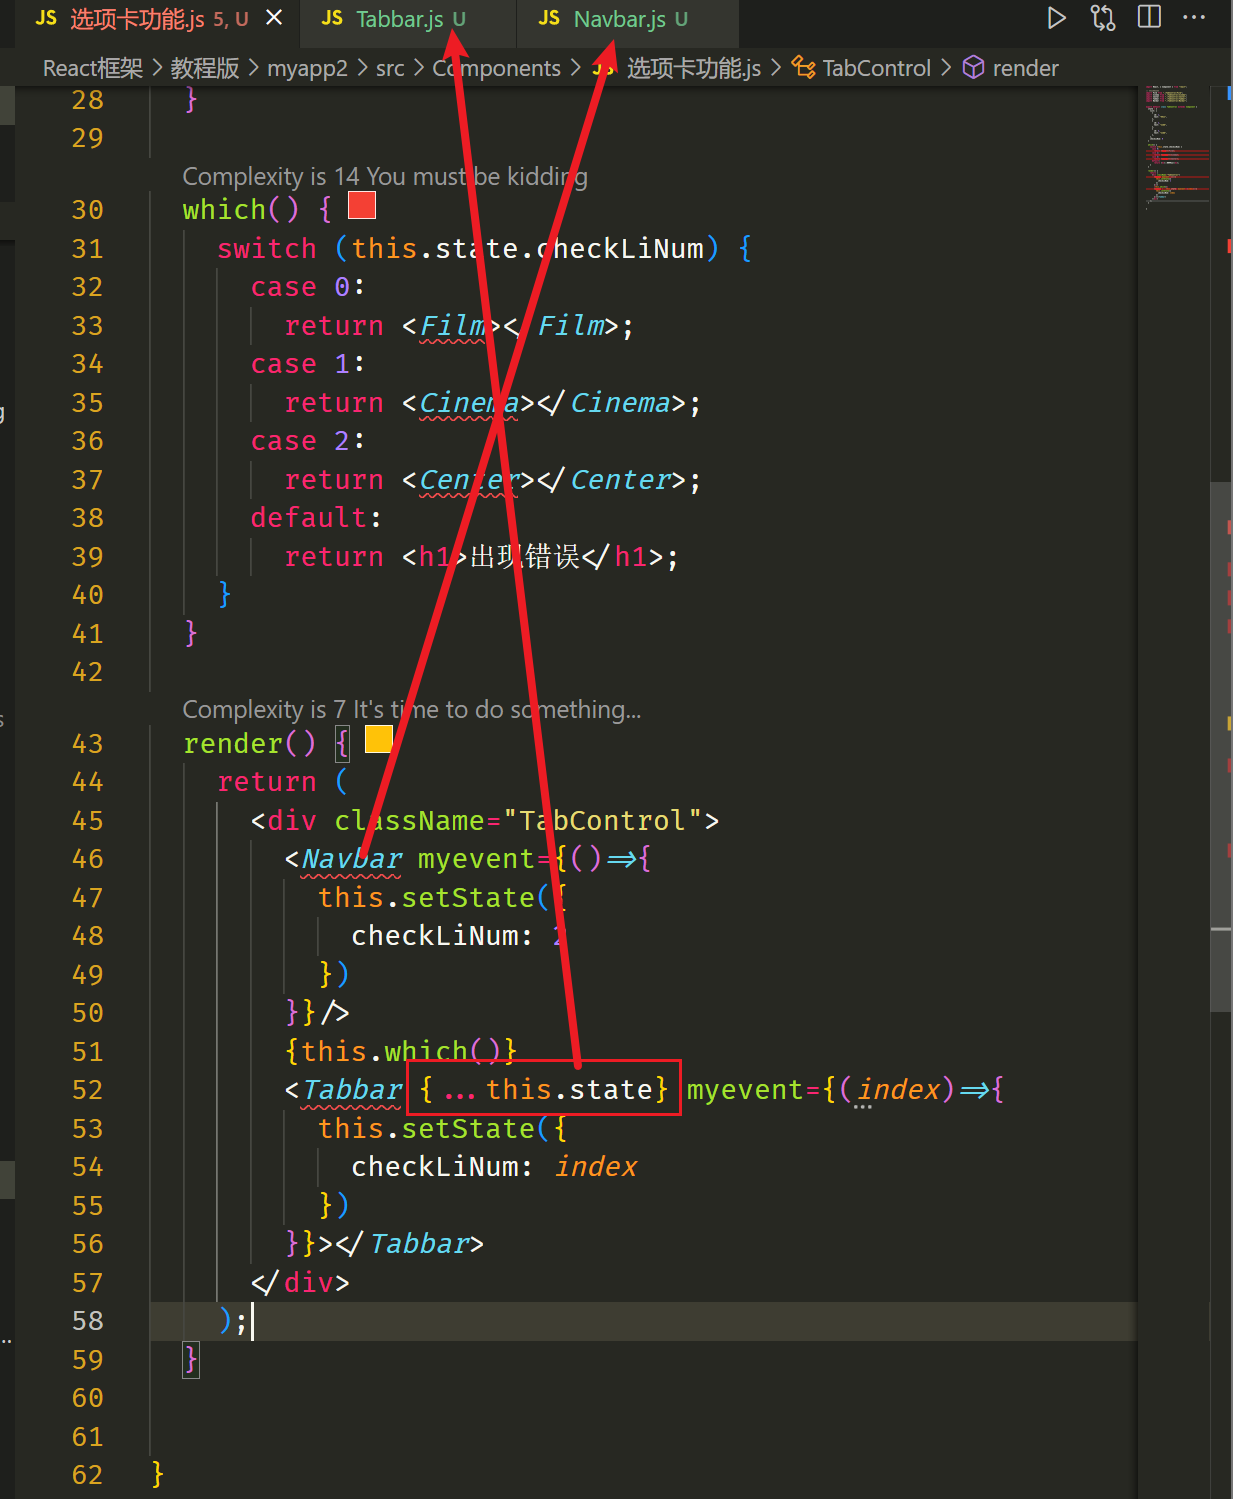 JS 选项卡功能.js 5, U × JS Tabbar.js U JS Navbar.js U ···
React框架 > 教程版 > myapp2 > src > Components > JS 选项卡功能.js > TabControl > render
28 }
29
Complexity is 14 You must be kidding
30 which() {
31 switch (this.state.checkLiNum) {
32 case 0:
33 return <Film></Film>;
34 case 1:
35 return <Cinema></Cinema>;
36 case 2:
37 return <Center></Center>;
38 default:
39 return <h1>出现错误</h1>;
40 }
41 }
42
Complexity is 7 It's time to do something...
43 render() {
44 return (
45 <div className="TabControl">
46 <Navbar myevent={()=>{
47 this.setState({
48 checkLiNum: 2
49 })
50 }}/>
51 {this.which()}
52 <Tabbar {...this.state} myevent={(index)=>{
53 this.setState({
54 checkLiNum: index
55 })
56 }}></Tabbar>
57 </div>
58 );
59 }
60
61
62 }